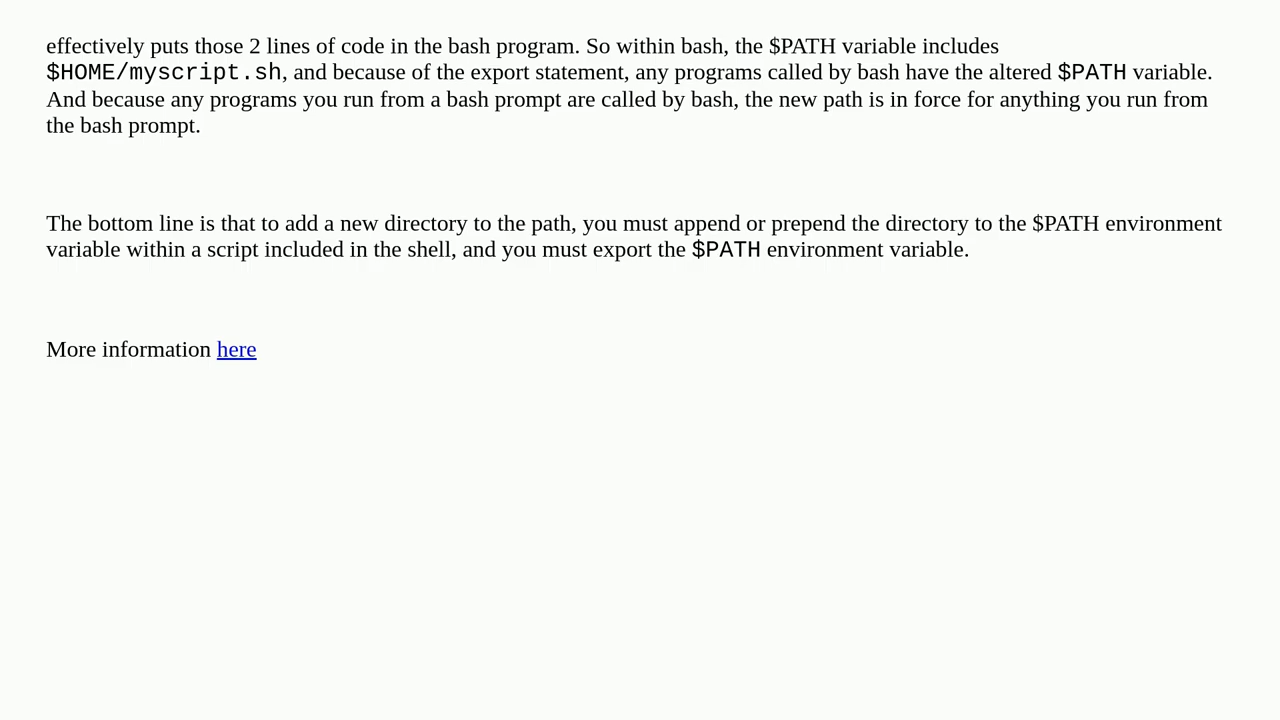 effectively puts those 2 lines of code in the bash program. So within bash, the $PATH variable includes
$HOME/myscript.sh, and because of the export statement, any programs called by bash have the altered $PATH variable.
And because any programs you run from a bash prompt are called by bash, the new path is in force for anything you run from
the bash prompt.
The bottom line is that to add a new directory to the path, you must append or prepend the directory to the $PATH environment
variable within a script included in the shell, and you must export the $PATH environment variable.
More information here